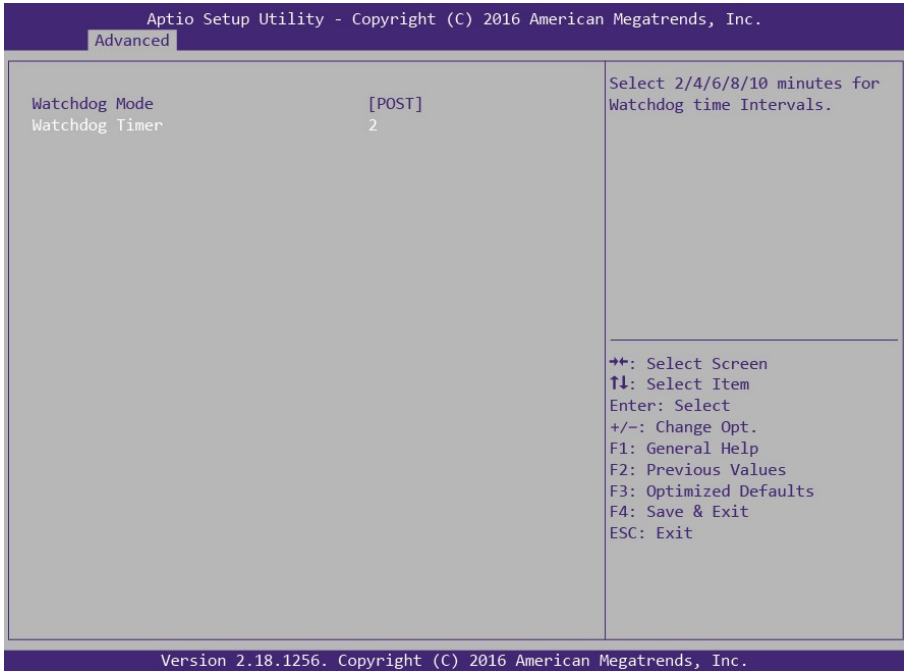 Aptio Setup Utility - Copyright (C) 2016 American Megatrends, Inc.
Advanced
Watchdog Mode [POST]
Watchdog Timer 2
Select 2/4/6/8/10 minutes for
Watchdog time Intervals.
→←: Select Screen
↑↓: Select Item
Enter: Select
+/-: Change Opt.
F1: General Help
F2: Previous Values
F3: Optimized Defaults
F4: Save & Exit
ESC: Exit
Version 2.18.1256. Copyright (C) 2016 American Megatrends, Inc.